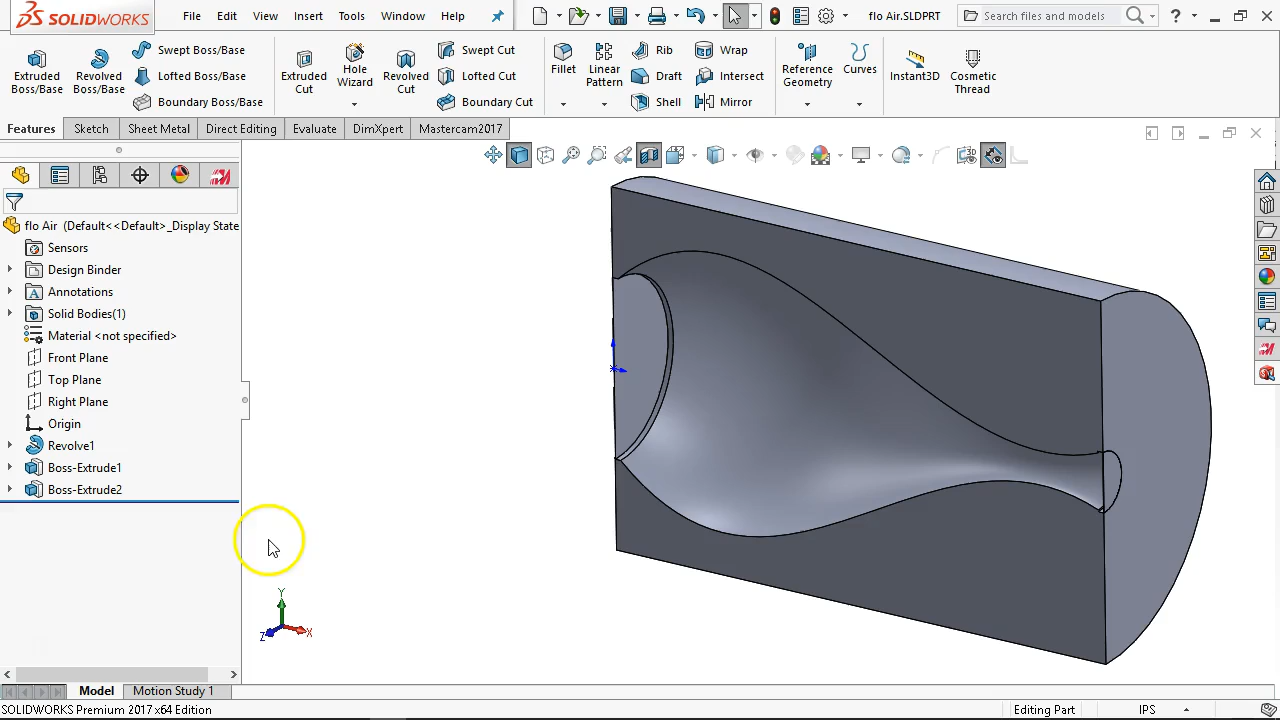 SOLIDWORKS File Edit View Insert Tools Window Help flo Air.SLDPRT Search files and models ?
Extruded Boss/Base
Revolved Boss/Base
Swept Boss/Base
Lofted Boss/Base
Boundary Boss/Base
Extruded Cut
Hole Wizard
Revolved Cut
Swept Cut
Lofted Cut
Boundary Cut
Fillet
Linear Pattern
Rib
Draft
Shell
Wrap
Intersect
Mirror
Reference Geometry
Curves
Instant3D
Cosmetic Thread
Features Sketch Sheet Metal Direct Editing Evaluate DimXpert Mastercam2017
flo Air (Default<<Default>_Display State
Sensors
Design Binder
Annotations
Solid Bodies(1)
Material <not specified>
Front Plane
Top Plane
Right Plane
Origin
Revolve1
Boss-Extrude1
Boss-Extrude2
Y
Z X
Model Motion Study 1
SOLIDWORKS Premium 2017 x64 Edition Editing Part IPS